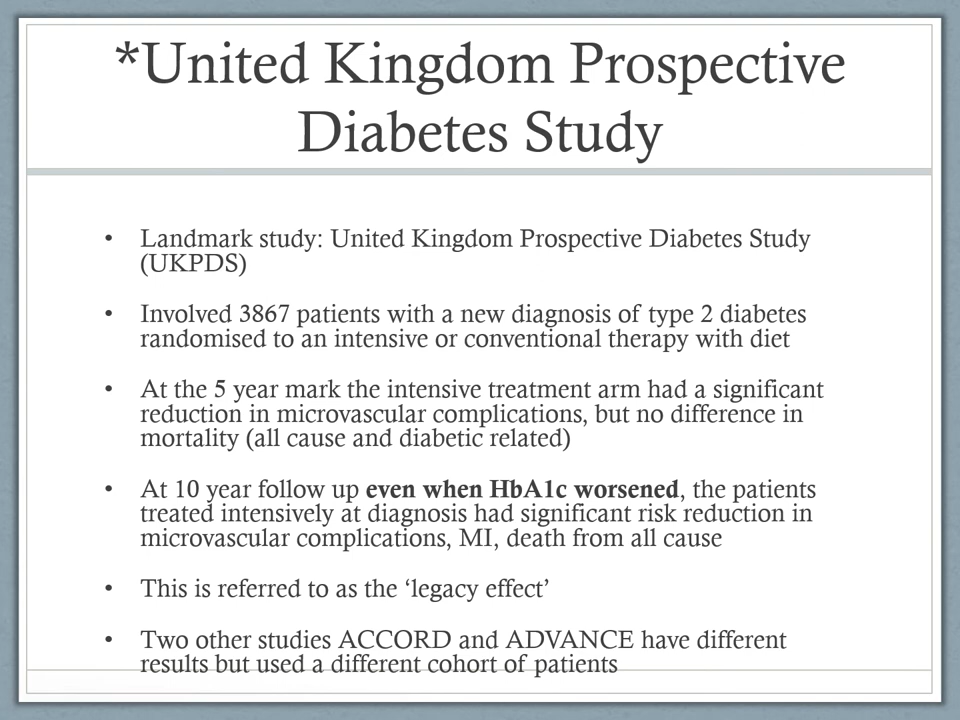 *United Kingdom Prospective
Diabetes Study
• Landmark study: United Kingdom Prospective Diabetes Study
(UKPDS)
• Involved 3867 patients with a new diagnosis of type 2 diabetes
randomised to an intensive or conventional therapy with diet
• At the 5 year mark the intensive treatment arm had a significant
reduction in microvascular complications, but no difference in
mortality (all cause and diabetic related)
• At 10 year follow up even when HbA1c worsened, the patients
treated intensively at diagnosis had significant risk reduction in
microvascular complications, MI, death from all cause
• This is referred to as the ‘legacy effect’
• Two other studies ACCORD and ADVANCE have different
results but used a different cohort of patients